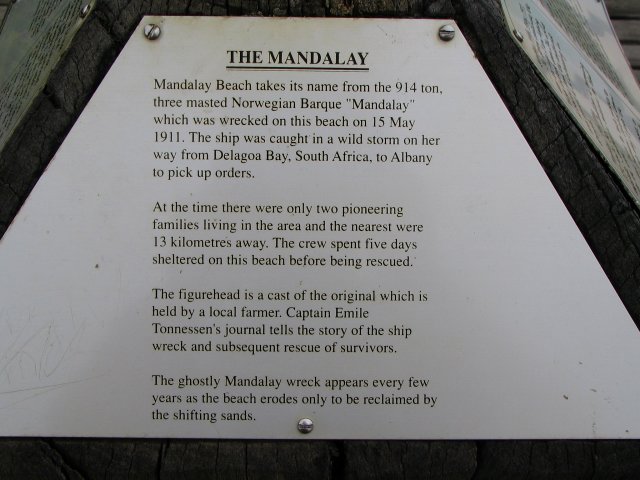 THE MANDALAY
Mandalay Beach takes its name from the 914 ton,
three masted Norwegian Barque "Mandalay"
which was wrecked on this beach on 15 May
1911. The ship was caught in a wild storm on her
way from Delagoa Bay, South Africa, to Albany
to pick up orders.
At the time there were only two pioneering
families living in the area and the nearest were
13 kilometres away. The crew spent five days
sheltered on this beach before being rescued.
The figurehead is a cast of the original which is
held by a local farmer. Captain Emile
Tonnessen's journal tells the story of the ship
wreck and subsequent rescue of survivors.
The ghostly Mandalay wreck appears every few
years as the beach erodes only to be reclaimed by
the shifting sands.